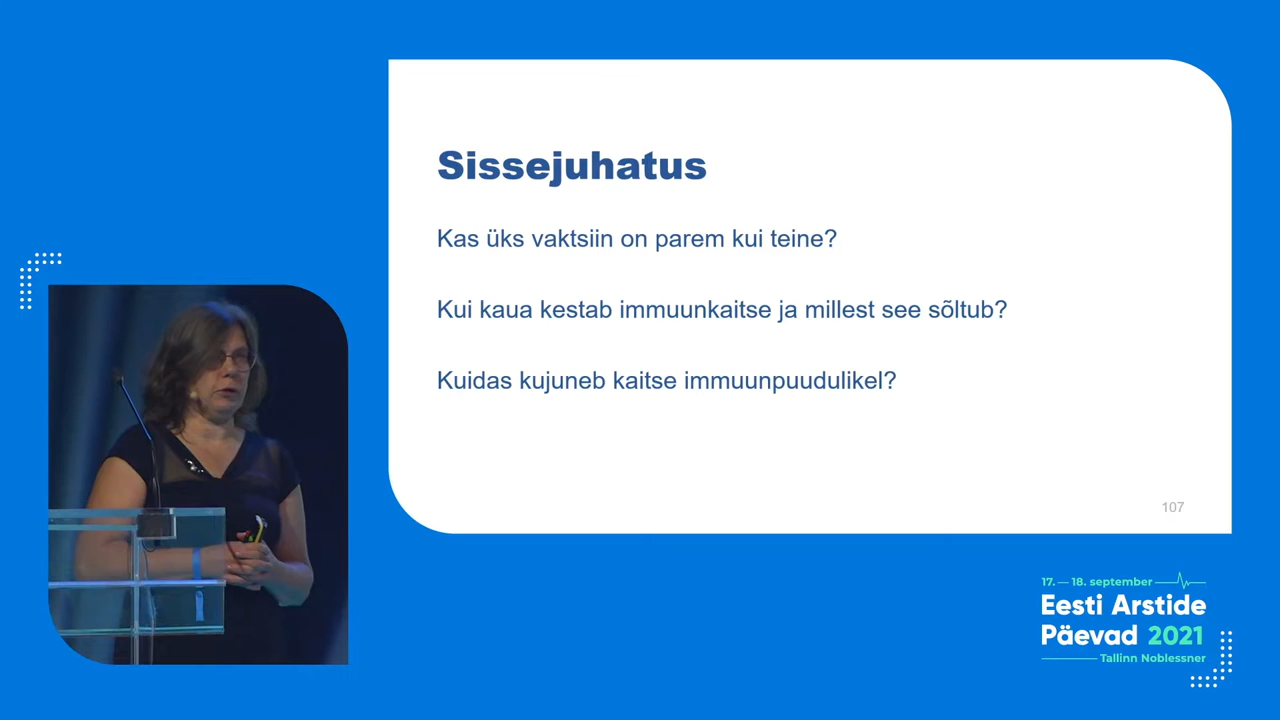 Sissejuhatus
Kas üks vaktsiin on parem kui teine?
Kui kaua kestab immuunkaitse ja millest see sõltub?
Kuidas kujuneb kaitse immuunpuudulikel?
107
17. — 18. september
Eesti Arstide
Päevad 2021
Tallinn Noblessner